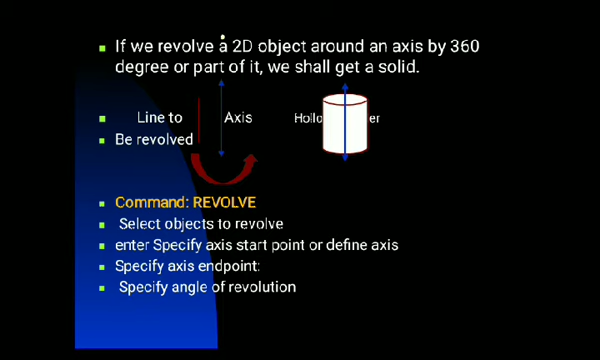 If we revolve a 2D object around an axis by 360
degree or part of it, we shall get a solid.
Line to Axis Hollo er
Be revolved
Command: REVOLVE
Select objects to revolve
enter Specify axis start point or define axis
Specify axis endpoint:
Specify angle of revolution